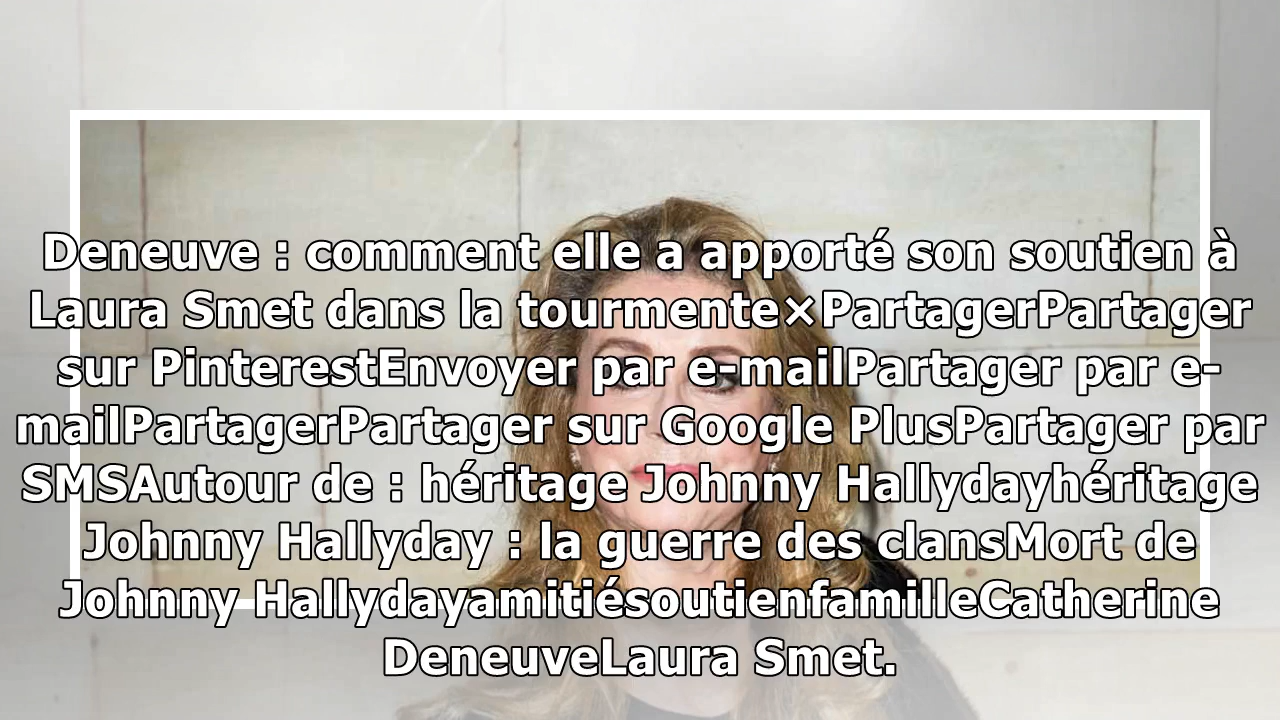 Deneuve : comment elle a apporté son soutien à
Laura Smet dans la tourmente×PartagerPartager
sur PinterestEnvoyer par e-mailPartager par e-
mailPartagerPartager sur Google PlusPartager par
SMSAutour de : héritage Johnny Hallydayhéritage
Johnny Hallyday : la guerre des clansMort de
Johnny HallydayamitiésoutienfamilleCatherine
DeneuveLaura Smet.